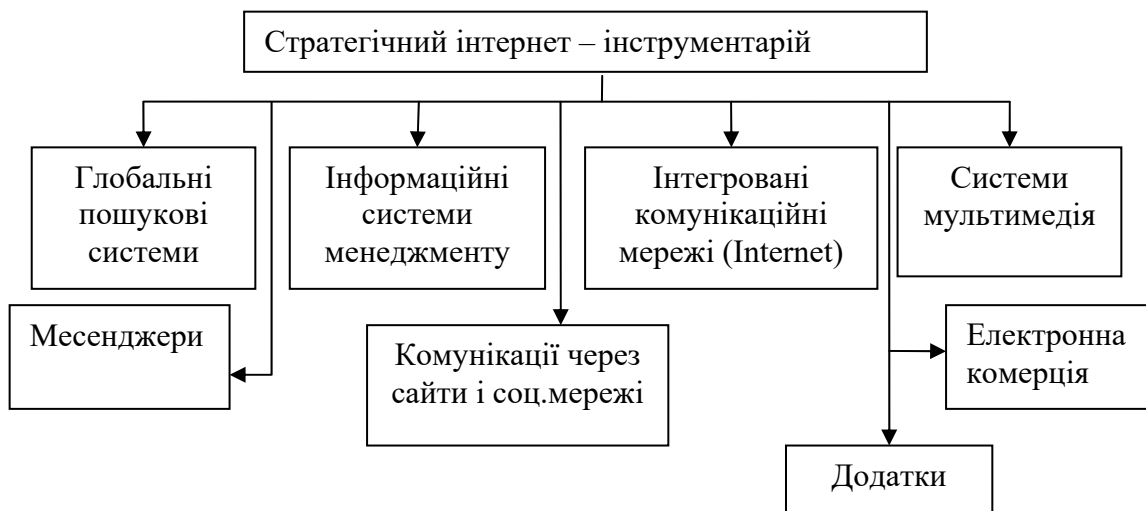 Стратегічний інтернет – інструментарій
Глобальні
пошукові
системи
Інформаційні
системи
менеджменту
Інтегровані
комунікаційні
мережі (Internet)
Системи
мультимедія
Месенджери
Комунікації через
сайти і соц.мережі
Електронна
комерція
Додатки